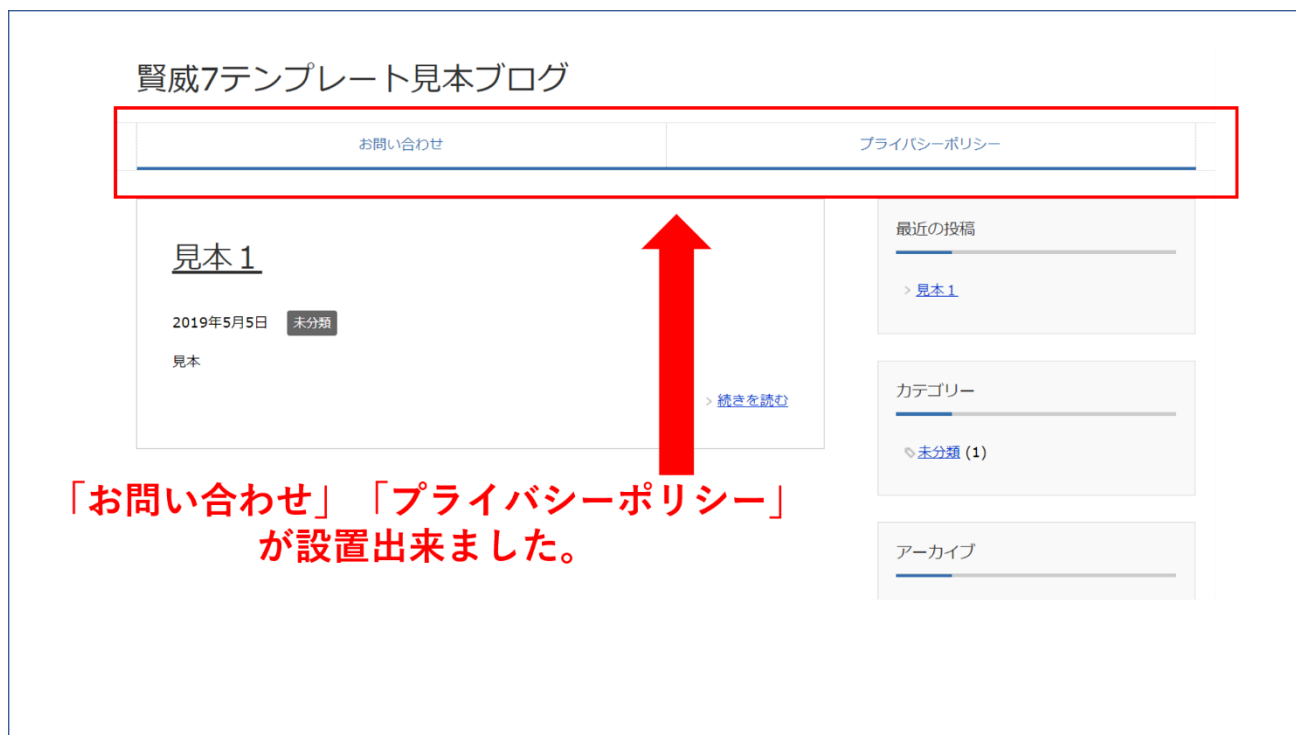 賢威7テンプレート見本ブログ
お問い合わせ
プライバシーポリシー
見本１
2019年5月5日 未分類
見本
続きを読む
最近の投稿
見本１
カテゴリー
未分類 (1)
アーカイブ
「お問い合わせ」「プライバシーポリシー」
が設置出来ました。